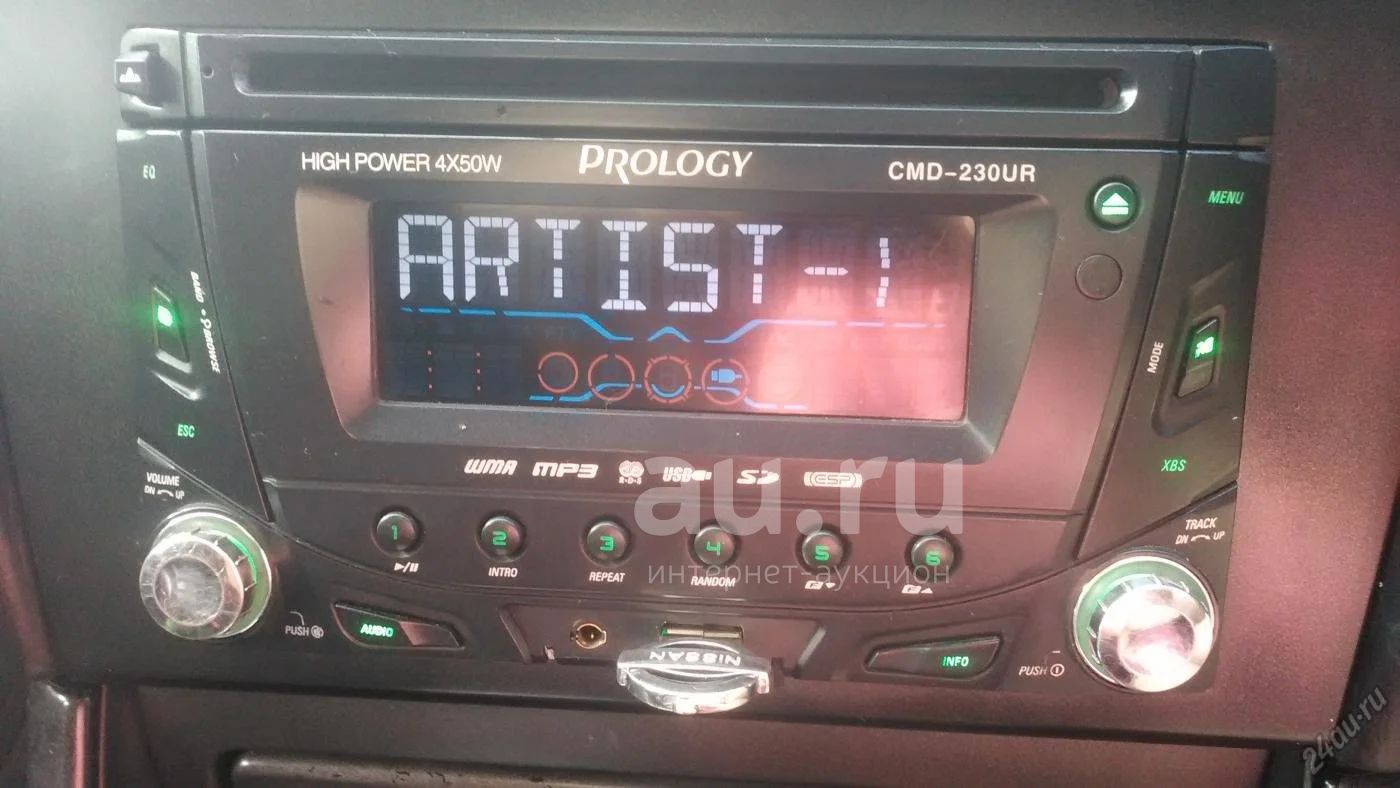 HIGH POWER 4X50W PROLOGY CMD-230UR
EQ
MENU
ARTIST-1
BAND
BROWSE
MODE
ESC
XBS
WMA MP3 R·D·S USB SD ESP
au.ru
интернет-аукцион
VOLUME
DN UP
TRACK
DN UP
1 2 3 4 5 6
INTRO REPEAT RANDOM F F
PUSH
AUDIO
INFO
PUSH
NISSAN
24au.ru